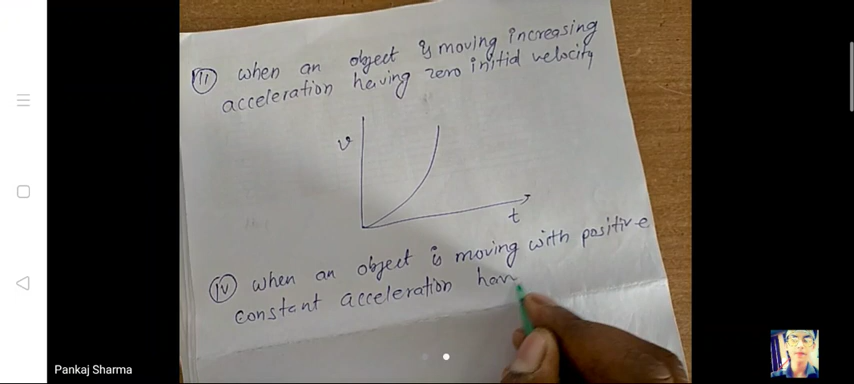 (iii) when an object is moving increasing
acceleration having zero initial velocity
v
t
(iv) when an object is moving with positive
constant acceleration hav
Pankaj Sharma